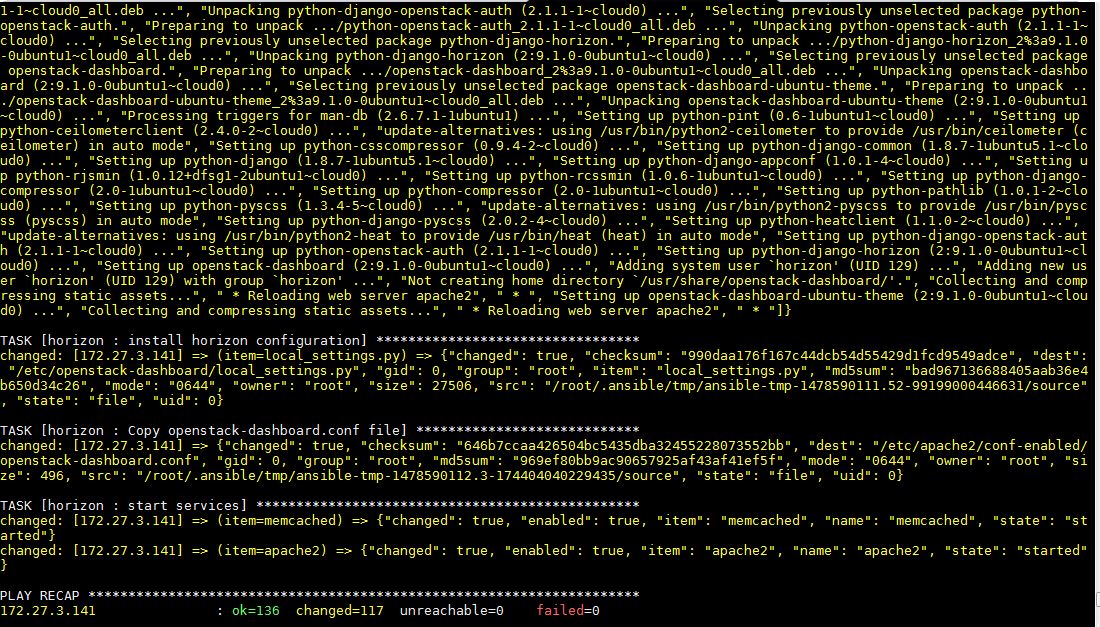 1-1~cloud0_all.deb ...", "Unpacking python-django-openstack-auth (2.1.1-1~cloud0) ...", "Selecting previously unselected package python-
openstack-auth.", "Preparing to unpack .../python-openstack-auth_2.1.1-1~cloud0_all.deb ...", "Unpacking python-openstack-auth (2.1.1-1~
cloud0) ...", "Selecting previously unselected package python-django-horizon.", "Preparing to unpack .../python-django-horizon_2%3a9.1.0
-0ubuntu1~cloud0_all.deb ...", "Unpacking python-django-horizon (2:9.1.0-0ubuntu1~cloud0) ...", "Selecting previously unselected package
 openstack-dashboard.", "Preparing to unpack .../openstack-dashboard_2%3a9.1.0-0ubuntu1~cloud0_all.deb ...", "Unpacking openstack-dashbo
ard (2:9.1.0-0ubuntu1~cloud0) ...", "Selecting previously unselected package openstack-dashboard-ubuntu-theme.", "Preparing to unpack ..
./openstack-dashboard-ubuntu-theme_2%3a9.1.0-0ubuntu1~cloud0_all.deb ...", "Unpacking openstack-dashboard-ubuntu-theme (2:9.1.0-0ubuntu1
~cloud0) ...", "Processing triggers for man-db (2.6.7.1-1ubuntu1) ...", "Setting up python-pint (0.6-1ubuntu1~cloud0) ...", "Setting up 
python-ceilometerclient (2.4.0-2~cloud0) ...", "update-alternatives: using /usr/bin/python2-ceilometer to provide /usr/bin/ceilometer (c
eilometer) in auto mode", "Setting up python-csscompressor (0.9.4-2~cloud0) ...", "Setting up python-django-common (1.8.7-1ubuntu5.1~clo
ud0) ...", "Setting up python-django (1.8.7-1ubuntu5.1~cloud0) ...", "Setting up python-django-appconf (1.0.1-4~cloud0) ...", "Setting u
p python-rjsmin (1.0.12+dfsg1-2ubuntu1~cloud0) ...", "Setting up python-rcssmin (1.0.6-1ubuntu1~cloud0) ...", "Setting up python-django-
compressor (2.0-1ubuntu1~cloud0) ...", "Setting up python-compressor (2.0-1ubuntu1~cloud0) ...", "Setting up python-pathlib (1.0.1-2~clo
ud0) ...", "Setting up python-pyscss (1.3.4-5~cloud0) ...", "update-alternatives: using /usr/bin/python2-pyscss to provide /usr/bin/pysc
ss (pyscss) in auto mode", "Setting up python-django-pyscss (2.0.2-4~cloud0) ...", "Setting up python-heatclient (1.1.0-2~cloud0) ...",
"update-alternatives: using /usr/bin/python2-heat to provide /usr/bin/heat (heat) in auto mode", "Setting up python-django-openstack-aut
h (2.1.1-1~cloud0) ...", "Setting up python-openstack-auth (2.1.1-1~cloud0) ...", "Setting up python-django-horizon (2:9.1.0-0ubuntu1~cl
oud0) ...", "Setting up openstack-dashboard (2:9.1.0-0ubuntu1~cloud0) ...", "Adding system user `horizon' (UID 129) ...", "Adding new us
er `horizon' (UID 129) with group `horizon' ...", "Not creating home directory `/usr/share/openstack-dashboard/'.", "Collecting and comp
ressing static assets...", " * Reloading web server apache2", " * ", "Setting up openstack-dashboard-ubuntu-theme (2:9.1.0-0ubuntu1~clou
d0) ...", "Collecting and compressing static assets...", " * Reloading web server apache2", " * "]}
TASK [horizon : install horizon configuration] *********************************
changed: [172.27.3.141] => (item=local_settings.py) => {"changed": true, "checksum": "990daa176f167c44dcb54d55429d1fcd9549adce", "dest":
 "/etc/openstack-dashboard/local_settings.py", "gid": 0, "group": "root", "item": "local_settings.py", "md5sum": "bad967136688405aab36e4
b650d34c26", "mode": "0644", "owner": "root", "size": 27506, "src": "/root/.ansible/tmp/ansible-tmp-1478590111.52-99199000446631/source"
, "state": "file", "uid": 0}
TASK [horizon : Copy openstack-dashboard.conf file] ****************************
changed: [172.27.3.141] => {"changed": true, "checksum": "646b7ccaa426504bc5435dba32455228073552bb", "dest": "/etc/apache2/conf-enabled/
openstack-dashboard.conf", "gid": 0, "group": "root", "md5sum": "969ef80bb9ac90657925af43af41ef5f", "mode": "0644", "owner": "root", "si
ze": 496, "src": "/root/.ansible/tmp/ansible-tmp-1478590112.3-174404040229435/source", "state": "file", "uid": 0}
TASK [horizon : start services] ************************************************
changed: [172.27.3.141] => (item=memcached) => {"changed": true, "enabled": true, "item": "memcached", "name": "memcached", "state": "st
arted"}
changed: [172.27.3.141] => (item=apache2) => {"changed": true, "enabled": true, "item": "apache2", "name": "apache2", "state": "started"
}
PLAY RECAP *********************************************************************
172.27.3.141               : ok=136  changed=117  unreachable=0    failed=0